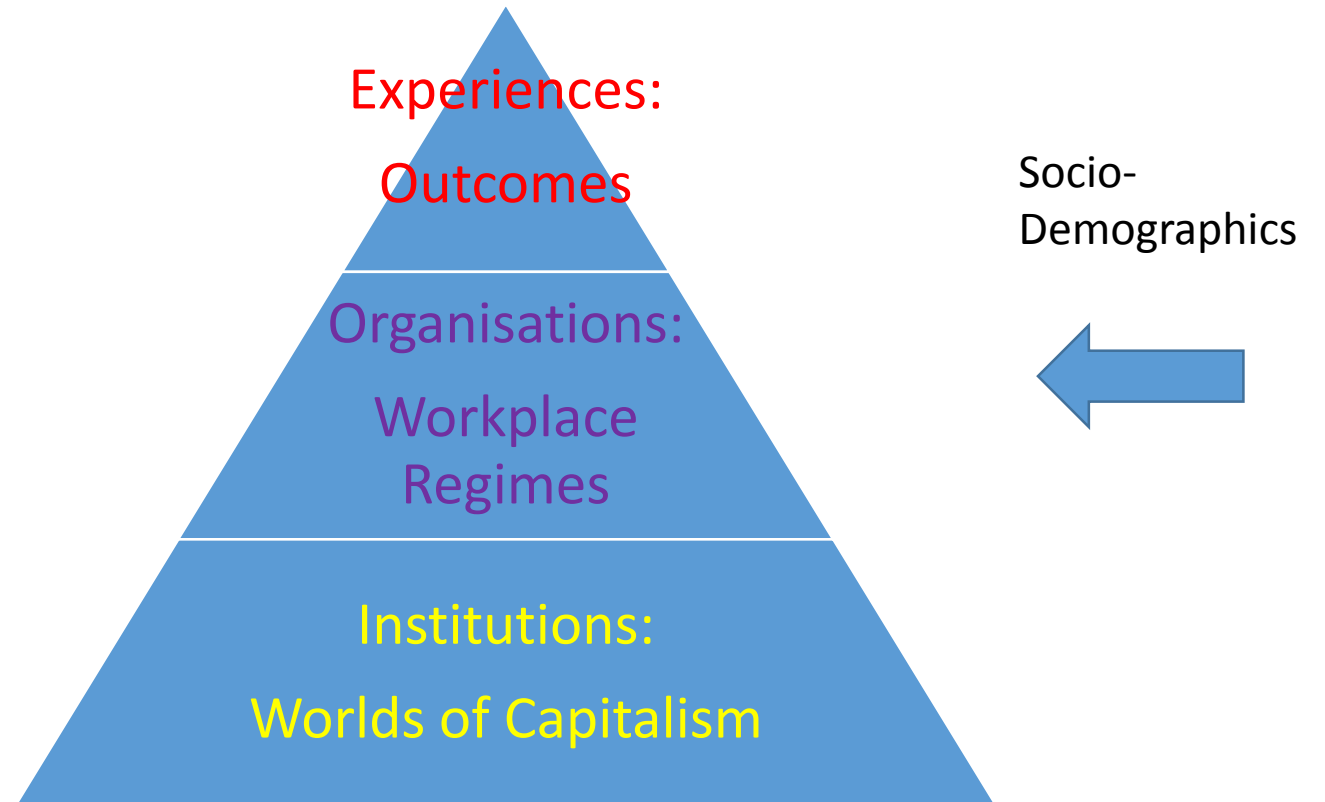 Experiences:
Outcomes
Socio-
Demographics
Organisations:
Workplace
Regimes
Institutions:
Worlds of Capitalism